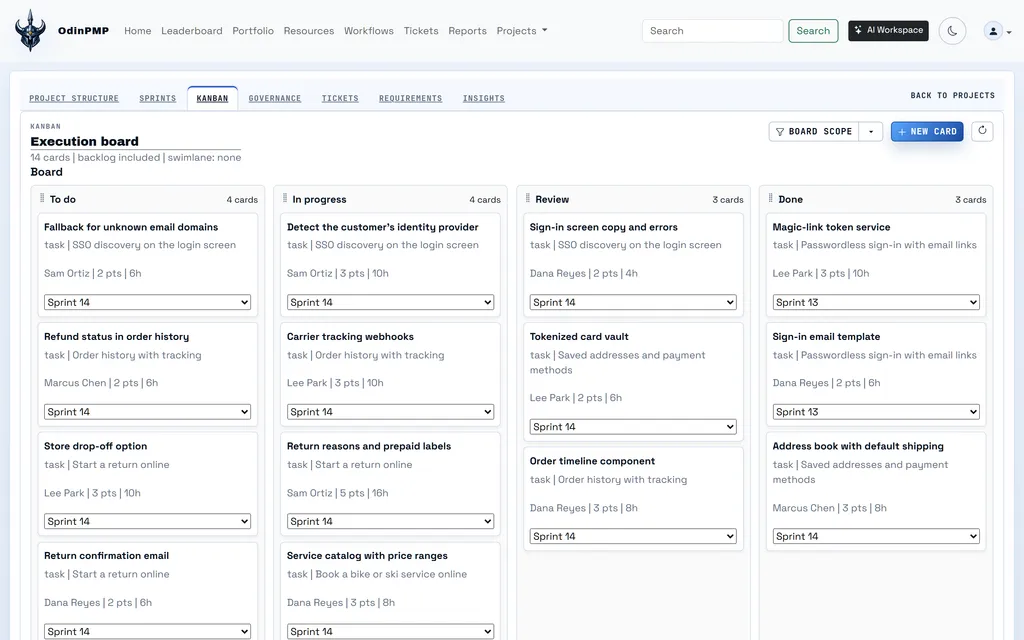 OdinPMP
Home Leaderboard Portfolio Resources Workflows Tickets Reports Projects
Search
Search
AI Workspace
PROJECT STRUCTURE SPRINTS KANBAN GOVERNANCE TICKETS REQUIREMENTS INSIGHTS
BACK TO PROJECTS
KANBAN
Execution board
14 cards | backlog included | swimlane: none
BOARD SCOPE
+ NEW CARD
Board
To do 4 cards
Fallback for unknown email domains
task | SSO discovery on the login screen
Sam Ortiz | 2 pts | 6h
Sprint 14
Refund status in order history
task | Order history with tracking
Marcus Chen | 2 pts | 6h
Sprint 14
Store drop-off option
task | Start a return online
Lee Park | 3 pts | 10h
Sprint 14
Return confirmation email
task | Start a return online
Dana Reyes | 2 pts | 6h
Sprint 14
In progress 4 cards
Detect the customer's identity provider
task | SSO discovery on the login screen
Sam Ortiz | 3 pts | 10h
Sprint 14
Carrier tracking webhooks
task | Order history with tracking
Lee Park | 3 pts | 10h
Sprint 14
Return reasons and prepaid labels
task | Start a return online
Sam Ortiz | 5 pts | 16h
Sprint 14
Service catalog with price ranges
task | Book a bike or ski service online
Dana Reyes | 3 pts | 8h
Sprint 14
Review 3 cards
Sign-in screen copy and errors
task | SSO discovery on the login screen
Dana Reyes | 2 pts | 4h
Sprint 14
Tokenized card vault
task | Saved addresses and payment
methods
Lee Park | 2 pts | 6h
Sprint 14
Order timeline component
task | Order history with tracking
Dana Reyes | 3 pts | 8h
Sprint 14
Done 3 cards
Magic-link token service
task | Passwordless sign-in with email links
Lee Park | 3 pts | 10h
Sprint 13
Sign-in email template
task | Passwordless sign-in with email links
Dana Reyes | 2 pts | 6h
Sprint 13
Address book with default shipping
task | Saved addresses and payment
methods
Marcus Chen | 3 pts | 8h
Sprint 14